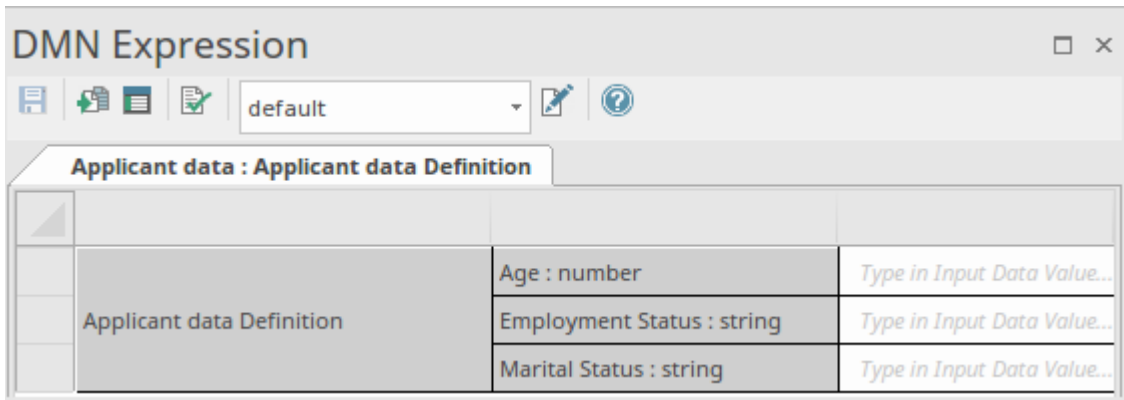 DMN Expression
default
Applicant data : Applicant data Definition
Age : number
Type in Input Data Value...
Applicant data Definition
Employment Status : string
Type in Input Data Value...
Marital Status : string
Type in Input Data Value...